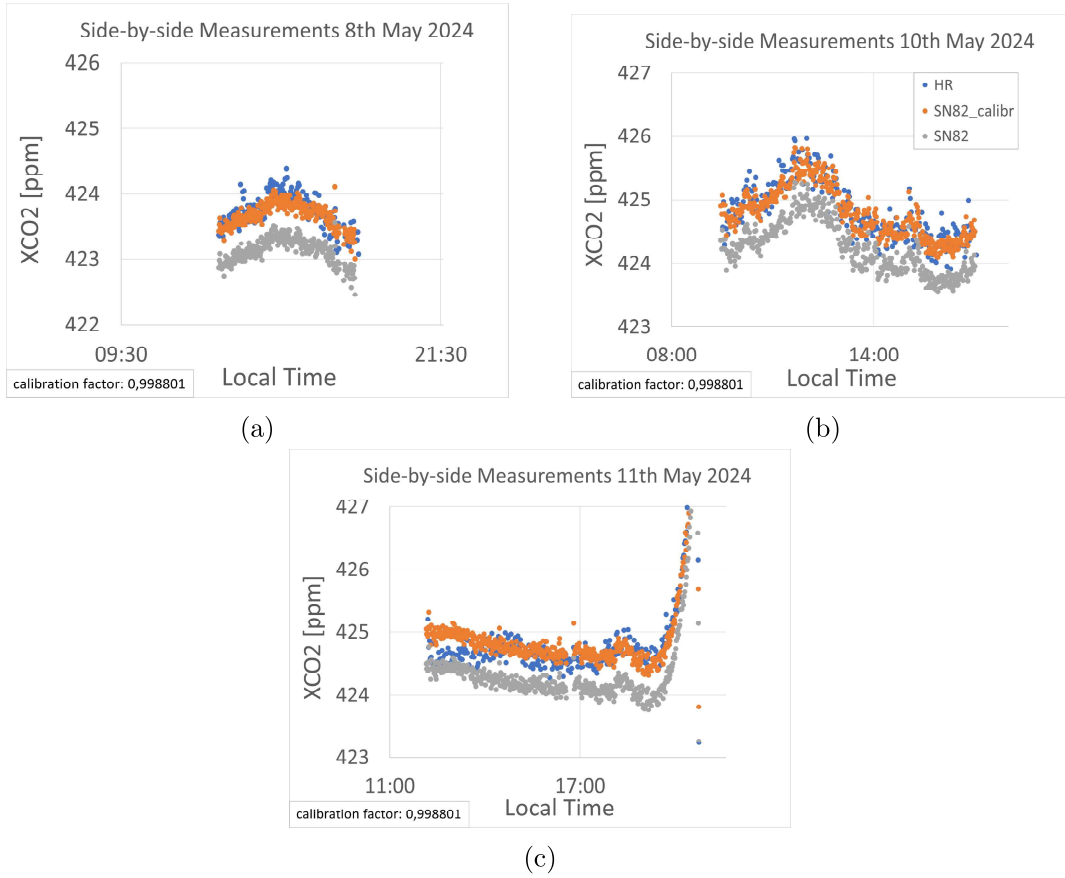 Side-by-side Measurements 8th May 2024
426
425
424
423
422
XCO2 [ppm]
09:30
21:30
Local Time
calibration factor: 0,998801
(a)
Side-by-side Measurements 10th May 2024
427
426
425
424
423
XCO2 [ppm]
HR
SN82_calibr
SN82
08:00
14:00
Local Time
calibration factor: 0,998801
(b)
Side-by-side Measurements 11th May 2024
427
426
425
424
423
XCO2 [ppm]
11:00
17:00
Local Time
calibration factor: 0,998801
(c)